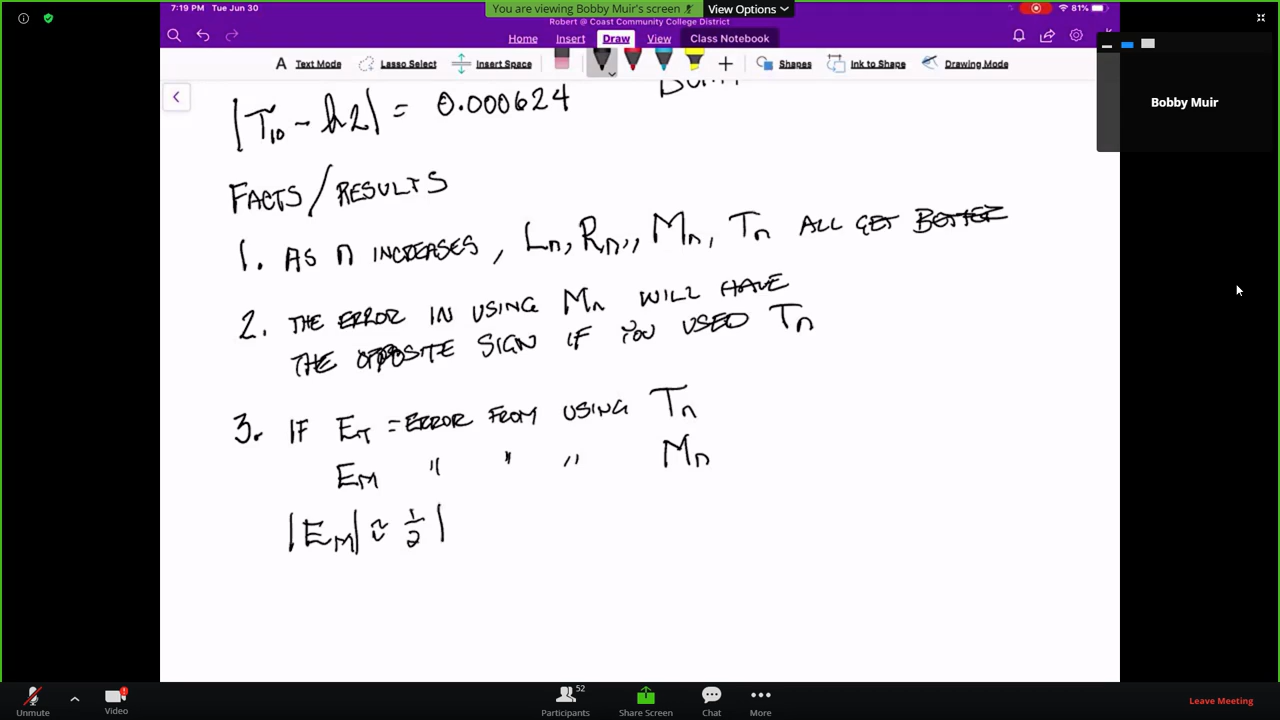 You are viewing Bobby Muir's screen View Options
7:19 PM Tue Jun 30 81%
Robert @ Coast Community College District
Home Insert Draw View Class Notebook
Text Mode Lasso Select Insert Space Shapes Ink to Shape Drawing Mode
Bobby Muir
|T10 - ln2| = 0.000624
FACTS/RESULTS
1. AS n INCREASES, Ln, Rn,, Mn, Tn ALL GET BETTER
2. THE ERROR IN USING Mn WILL HAVE
THE OPPOSITE SIGN IF YOU USED Tn
3. IF ET = ERROR FROM USING Tn
EM " " " Mn
|EM| ≈ 1/2 |
Unmute Video Participants 52 Share Screen Chat More Leave Meeting